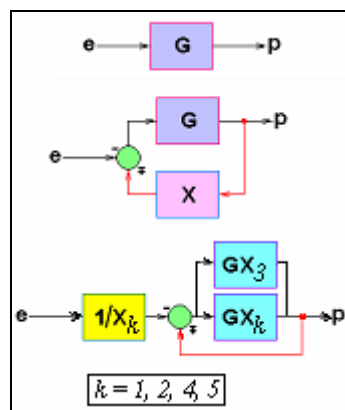 e G p
G
e p
X
GX3
e 1/Xk GXk p
k = 1, 2, 4, 5